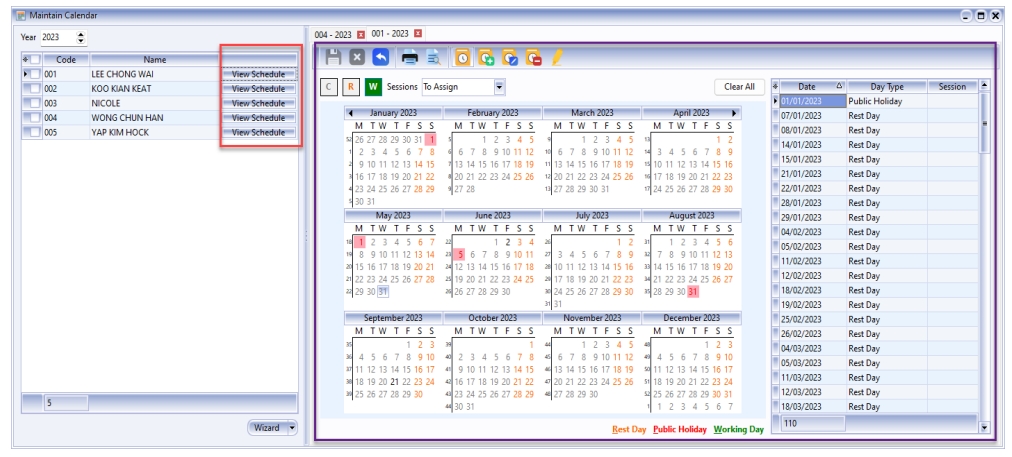 Maintain Calendar
Year 2023
Code Name
001 LEE CHONG WAI View Schedule
002 KOO KIAN KEAT View Schedule
003 NICOLE View Schedule
004 WONG CHUN HAN View Schedule
005 YAP KIM HOCK View Schedule
5
Wizard
004 - 2023 001 - 2023
C R W Sessions To Assign Clear All
January 2023
M T W T F S S
52 26 27 28 29 30 31 1
1 2 3 4 5 6 7 8
2 9 10 11 12 13 14 15
3 16 17 18 19 20 21 22
4 23 24 25 26 27 28 29
5 30 31
February 2023
M T W T F S S
5 1 2 3 4 5
6 6 7 8 9 10 11 12
7 13 14 15 16 17 18 19
8 20 21 22 23 24 25 26
9 27 28
March 2023
M T W T F S S
9 1 2 3 4 5
10 6 7 8 9 10 11 12
11 13 14 15 16 17 18 19
12 20 21 22 23 24 25 26
13 27 28 29 30 31
April 2023
M T W T F S S
13 1 2
14 3 4 5 6 7 8 9
15 10 11 12 13 14 15 16
16 17 18 19 20 21 22 23
17 24 25 26 27 28 29 30
May 2023
M T W T F S S
18 1 2 3 4 5 6 7
19 8 9 10 11 12 13 14
20 15 16 17 18 19 20 21
21 22 23 24 25 26 27 28
22 29 30 31
June 2023
M T W T F S S
22 1 2 3 4
23 5 6 7 8 9 10 11
24 12 13 14 15 16 17 18
25 19 20 21 22 23 24 25
26 26 27 28 29 30
July 2023
M T W T F S S
26 1 2
27 3 4 5 6 7 8 9
28 10 11 12 13 14 15 16
29 17 18 19 20 21 22 23
30 24 25 26 27 28 29 30
31 31
August 2023
M T W T F S S
31 1 2 3 4 5 6
32 7 8 9 10 11 12 13
33 14 15 16 17 18 19 20
34 21 22 23 24 25 26 27
35 28 29 30 31
September 2023
M T W T F S S
35 1 2 3
36 4 5 6 7 8 9 10
37 11 12 13 14 15 16 17
38 18 19 20 21 22 23 24
39 25 26 27 28 29 30
October 2023
M T W T F S S
39 1
40 2 3 4 5 6 7 8
41 9 10 11 12 13 14 15
42 16 17 18 19 20 21 22
43 23 24 25 26 27 28 29
44 30 31
November 2023
M T W T F S S
44 1 2 3 4 5
45 6 7 8 9 10 11 12
46 13 14 15 16 17 18 19
47 20 21 22 23 24 25 26
48 27 28 29 30
December 2023
M T W T F S S
48 1 2 3
49 4 5 6 7 8 9 10
50 11 12 13 14 15 16 17
51 18 19 20 21 22 23 24
52 25 26 27 28 29 30 31
1 1 2 3 4 5 6 7
Rest Day Public Holiday Working Day
Date Day Type Session
01/01/2023 Public Holiday
07/01/2023 Rest Day
08/01/2023 Rest Day
14/01/2023 Rest Day
15/01/2023 Rest Day
21/01/2023 Rest Day
22/01/2023 Rest Day
28/01/2023 Rest Day
29/01/2023 Rest Day
04/02/2023 Rest Day
05/02/2023 Rest Day
11/02/2023 Rest Day
12/02/2023 Rest Day
18/02/2023 Rest Day
19/02/2023 Rest Day
25/02/2023 Rest Day
26/02/2023 Rest Day
04/03/2023 Rest Day
05/03/2023 Rest Day
11/03/2023 Rest Day
12/03/2023 Rest Day
18/03/2023 Rest Day
110